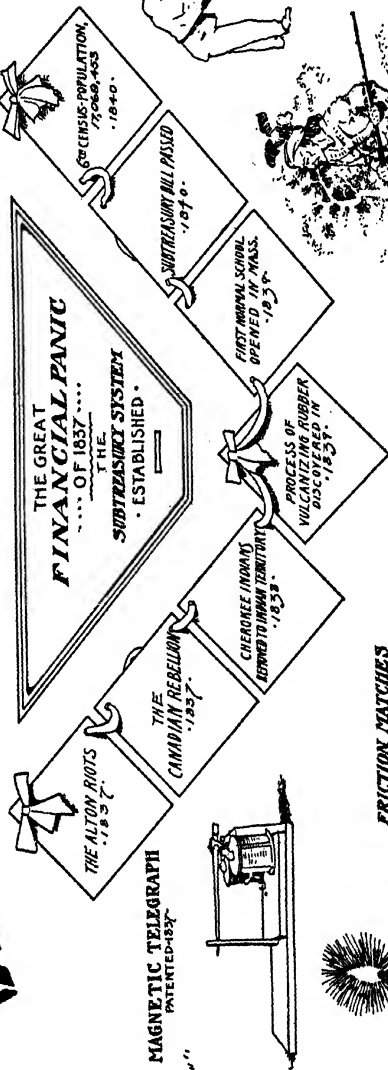 THE GREAT
FINANCIAL PANIC
···· OF 1837 ····
THE
SUBTREASURY SYSTEM
· ESTABLISHED ·
THE ALTON RIOTS
·1837·
THE
CANADIAN REBELLION
·1837·
CHEROKEE INDIANS
REMOVED TO INDIAN TERRITORY
·1838·
PROCESS OF
VULCANIZING RUBBER
DISCOVERED IN
·1839·
FIRST NORMAL SCHOOL
OPENED IN MASS.
·1839·
SUBTREASURY BILL PASSED
·1840·
6TH CENSUS-POPULATION,
17,069,453
·1840·
MAGNETIC TELEGRAPH
PATENTED·1837·
FRICTION MATCHES